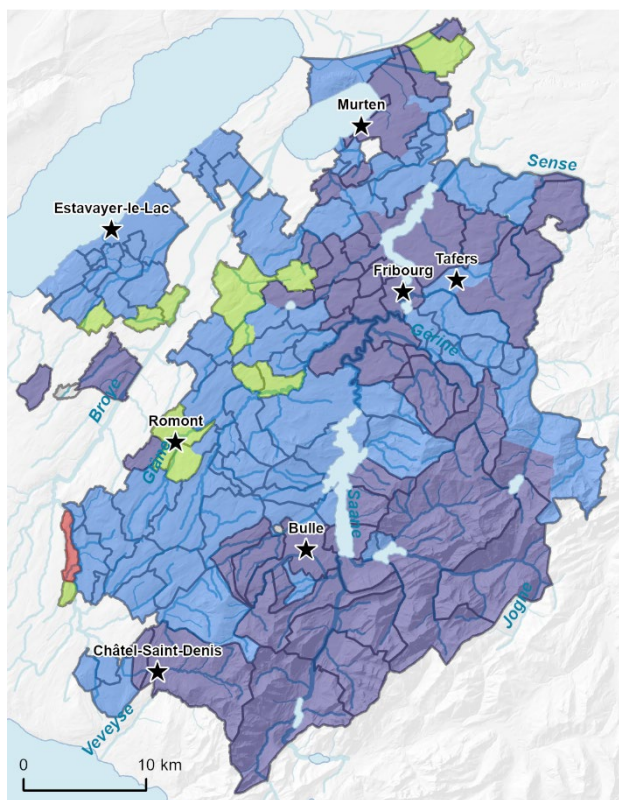 Murten
Sense
Estavayer-le-Lac
Tafers
Fribourg
Gérine
Broye
Romont
Glâne
Sarine
Bulle
Jogne
Châtel-Saint-Denis
Veveyse
0 10 km